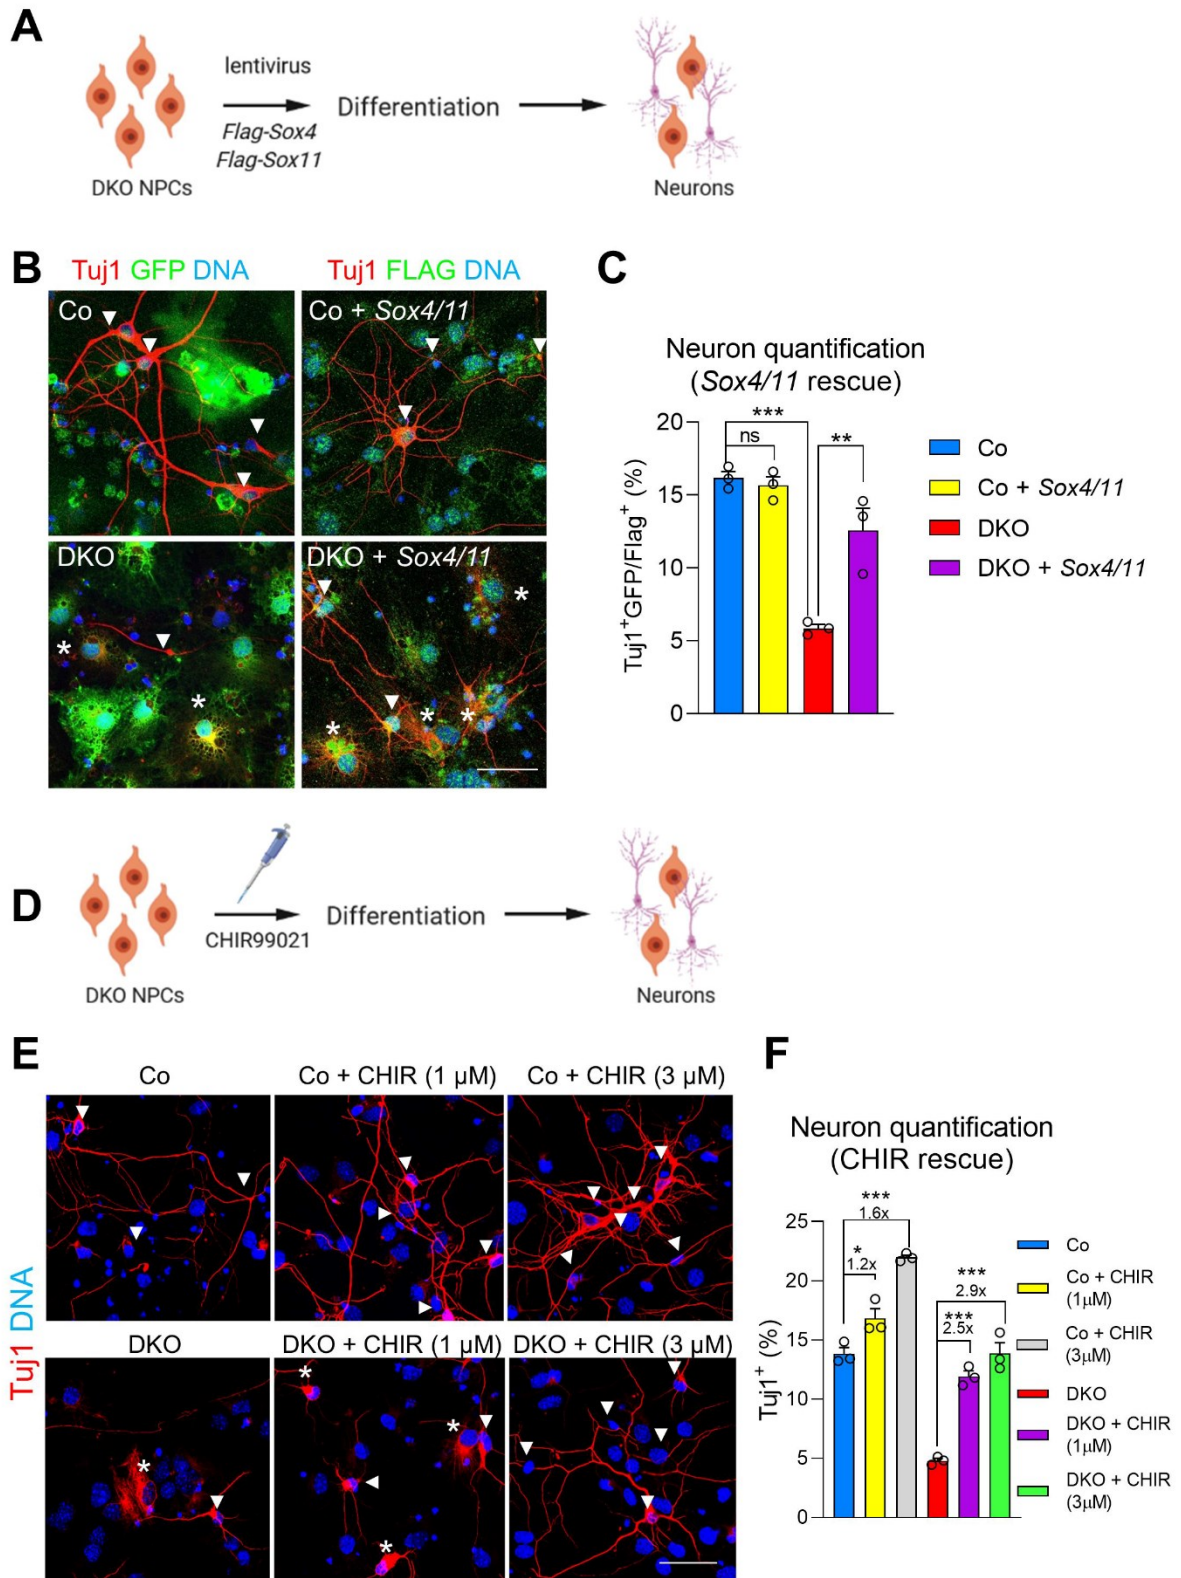 A
lentivirus
Flag-Sox4
Flag-Sox11
Differentiation
DKO NPCs
Neurons
B
Tuj1 GFP DNA
Tuj1 FLAG DNA
Co
Co + Sox4/11
DKO
*
*
DKO + Sox4/11
*
*
*
*
C
Neuron quantification
(Sox4/11 rescue)
Tuj1⁺GFP/Flag⁺ (%)
20
15
10
5
0
***
ns
**
Co
Co + Sox4/11
DKO
DKO + Sox4/11
D
CHIR99021
Differentiation
DKO NPCs
Neurons
E
Tuj1 DNA
Co
Co + CHIR (1 µM)
Co + CHIR (3 µM)
DKO
*
DKO + CHIR (1 µM)
*
*
*
DKO + CHIR (3 µM)
F
Neuron quantification
(CHIR rescue)
Tuj1⁺ (%)
25
20
15
10
5
0
***
1.6x
*
1.2x
***
2.9x
***
2.5x
Co
Co + CHIR
(1µM)
Co + CHIR
(3µM)
DKO
DKO + CHIR
(1µM)
DKO + CHIR
(3µM)